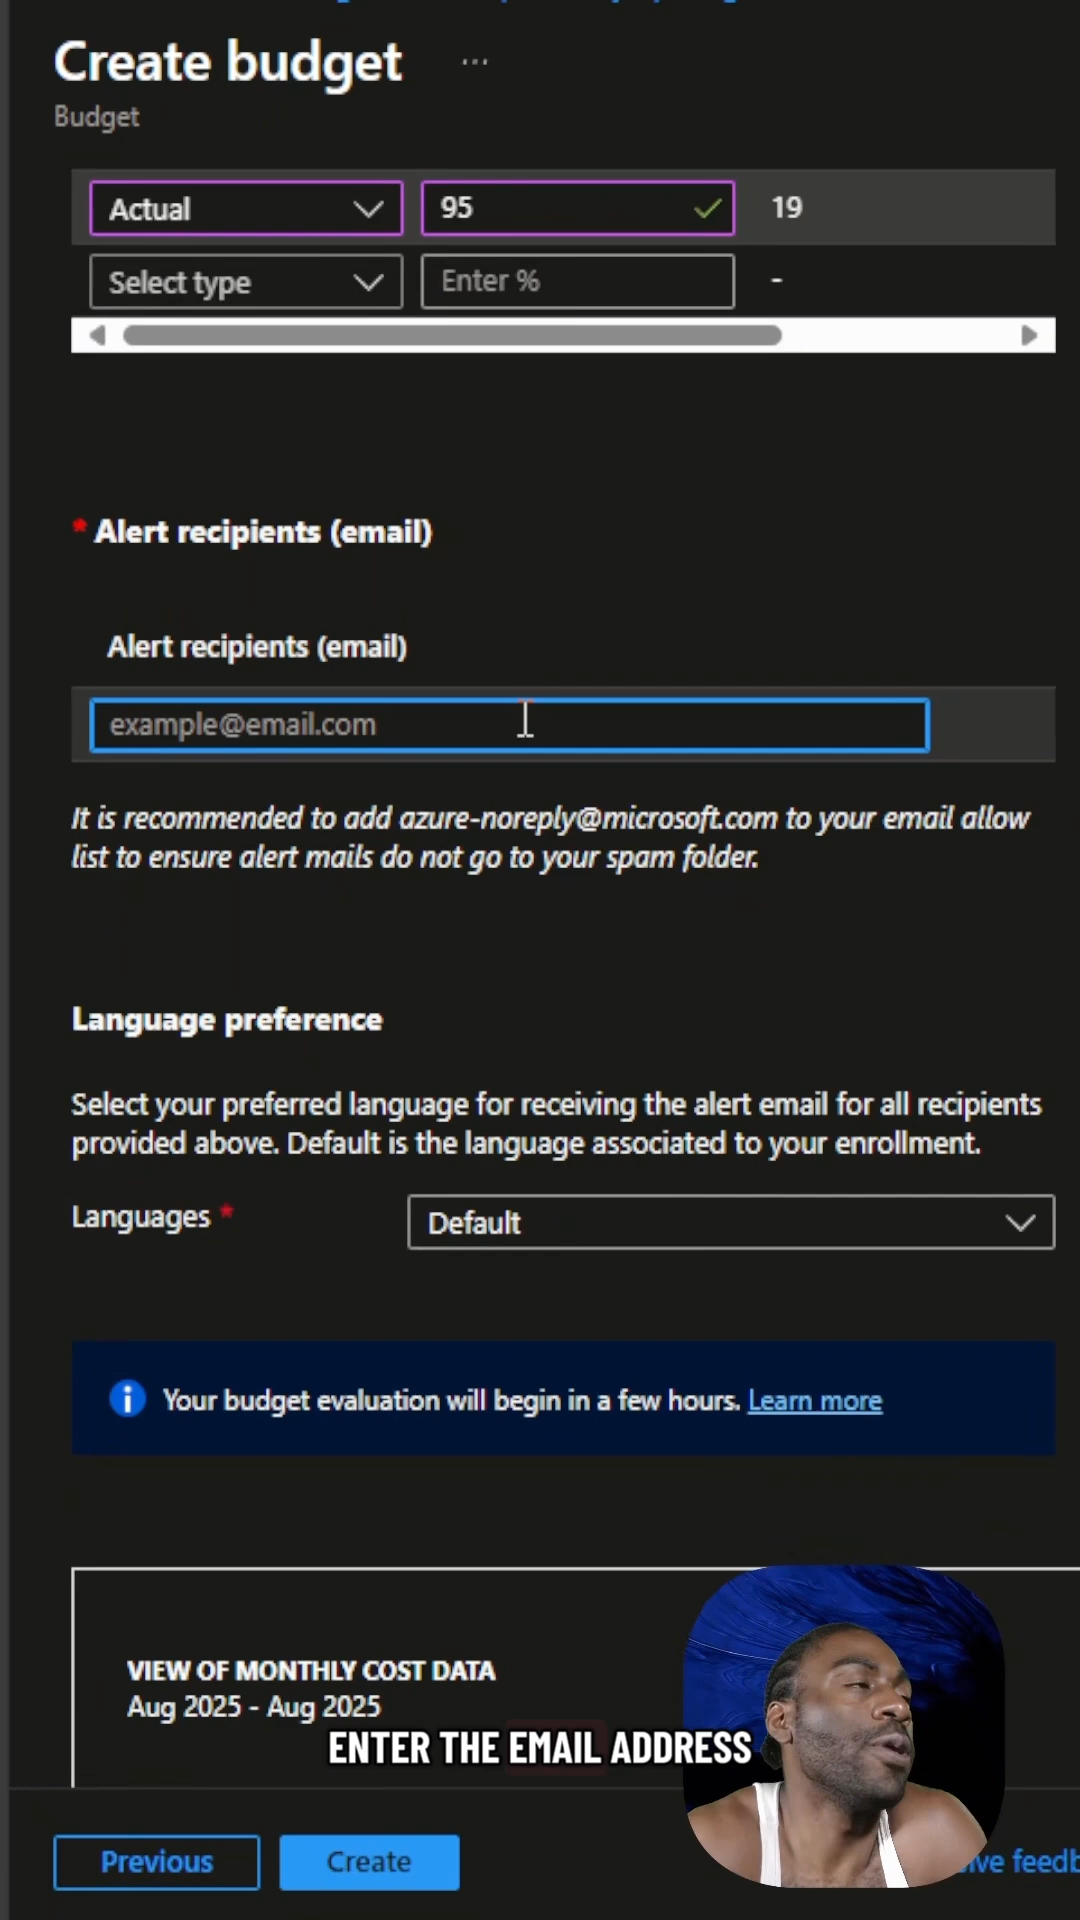 Create budget ...
Budget
Actual 95 19
Select type Enter % -
* Alert recipients (email)
Alert recipients (email)
example@email.com
It is recommended to add azure-noreply@microsoft.com to your email allow
list to ensure alert mails do not go to your spam folder.
Language preference
Select your preferred language for receiving the alert email for all recipients
provided above. Default is the language associated to your enrollment.
Languages * Default
Your budget evaluation will begin in a few hours. Learn more
VIEW OF MONTHLY COST DATA
Aug 2025 - Aug 2025
ENTER THE EMAIL ADDRESS
Previous Create